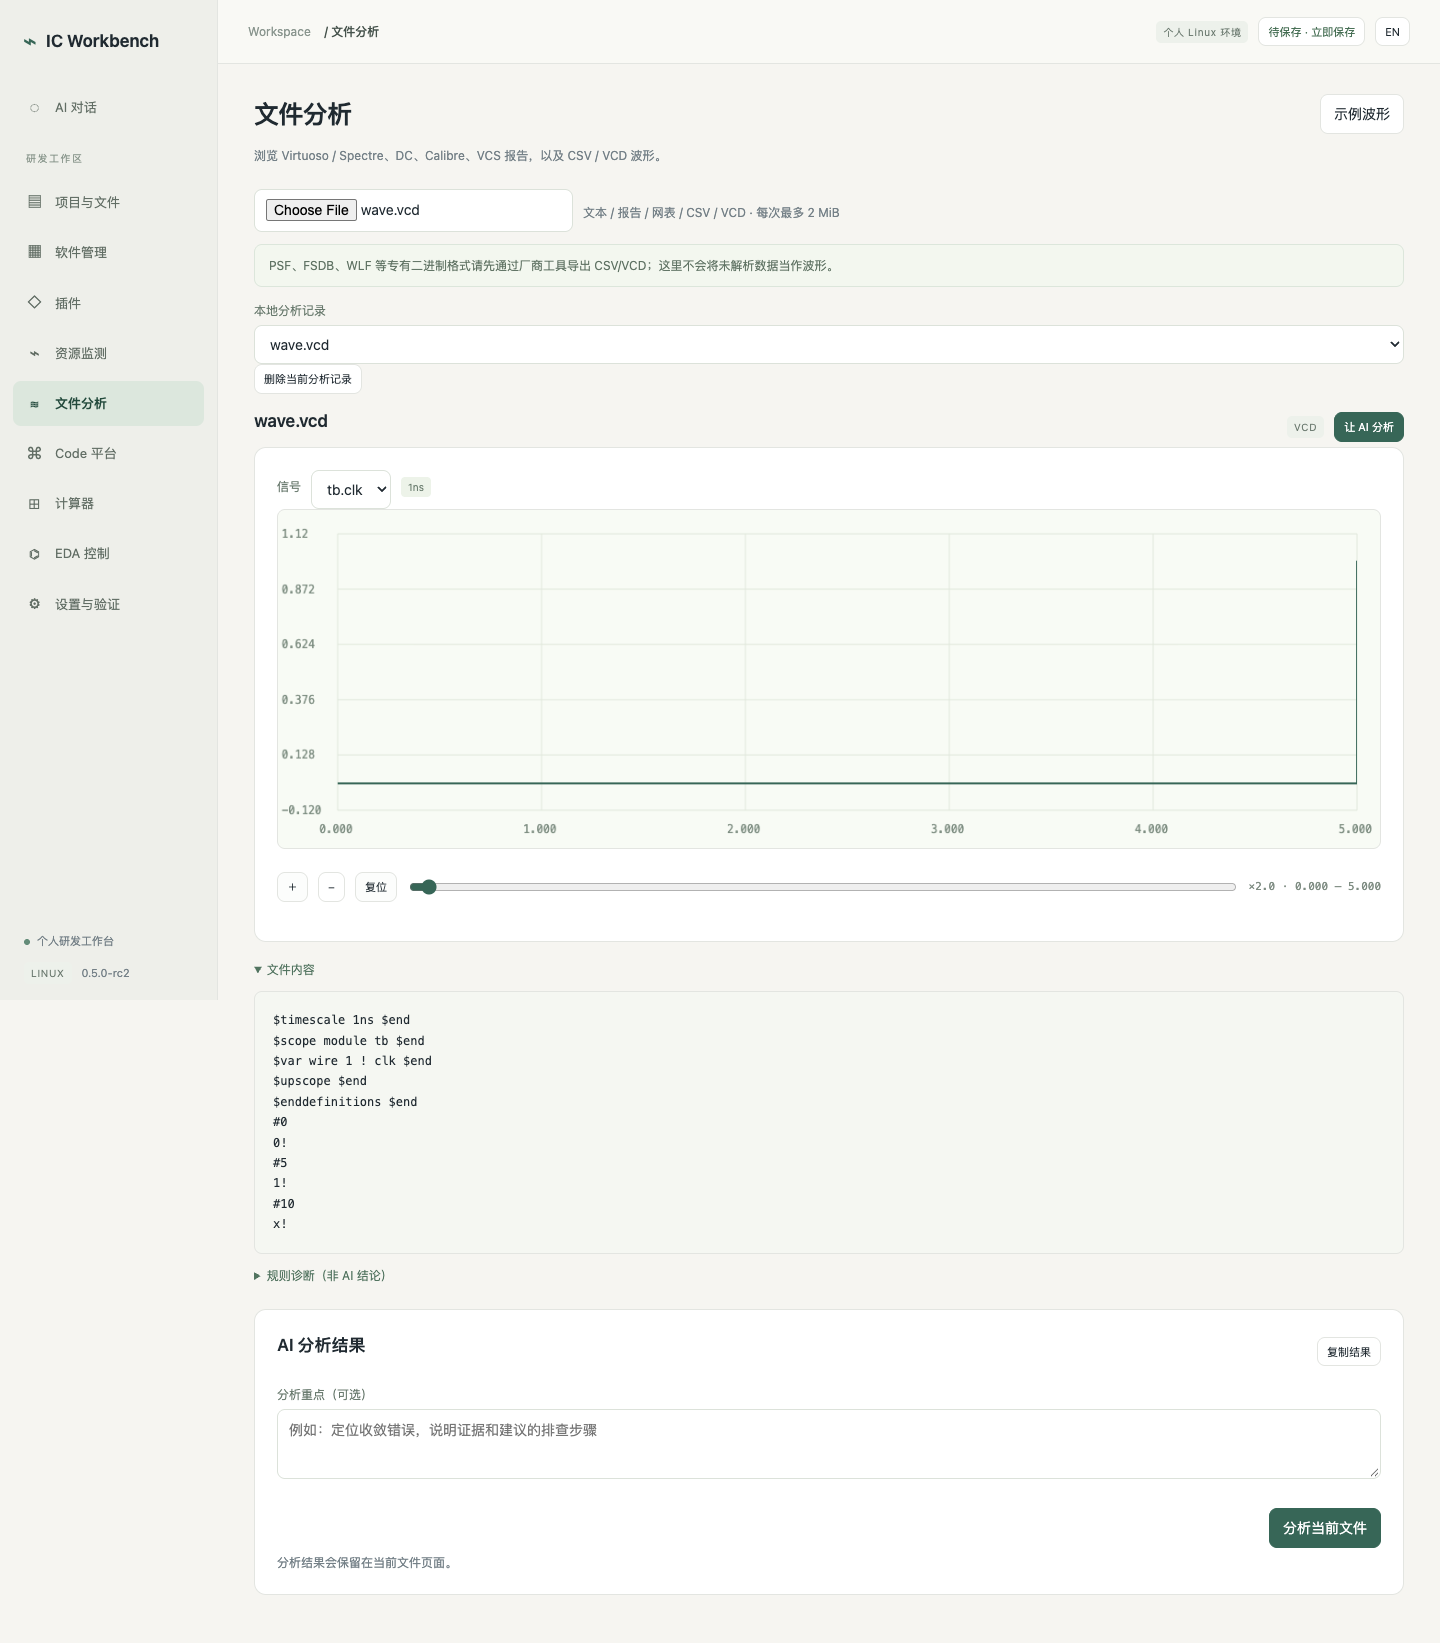 IC Workbench
AI 对话
研发工作区
项目与文件
软件管理
插件
资源监测
文件分析
Code 平台
计算器
EDA 控制
设置与验证
个人研发工作台
LINUX 0.5.0-rc2
Workspace / 文件分析
个人 Linux 环境
待保存 · 立即保存
EN
文件分析
示例波形
浏览 Virtuoso / Spectre、DC、Calibre、VCS 报告，以及 CSV / VCD 波形。
Choose File wave.vcd
文本 / 报告 / 网表 / CSV / VCD · 每次最多 2 MiB
PSF、FSDB、WLF 等专有二进制格式请先通过厂商工具导出 CSV/VCD；这里不会将未解析数据当作波形。
本地分析记录
wave.vcd
删除当前分析记录
wave.vcd
VCD
让 AI 分析
信号 tb.clk 1ns
1.12
0.872
0.624
0.376
0.128
−0.120
0.000 1.000 2.000 3.000 4.000 5.000
+ − 复位 ×2.0 · 0.000 — 5.000
▼ 文件内容
$timescale 1ns $end
$scope module tb $end
$var wire 1 ! clk $end
$upscope $end
$enddefinitions $end
#0
0!
#5
1!
#10
x!
▶ 规则诊断（非 AI 结论）
AI 分析结果
复制结果
分析重点（可选）
例如：定位收敛错误，说明证据和建议的排查步骤
分析当前文件
分析结果会保留在当前文件页面。